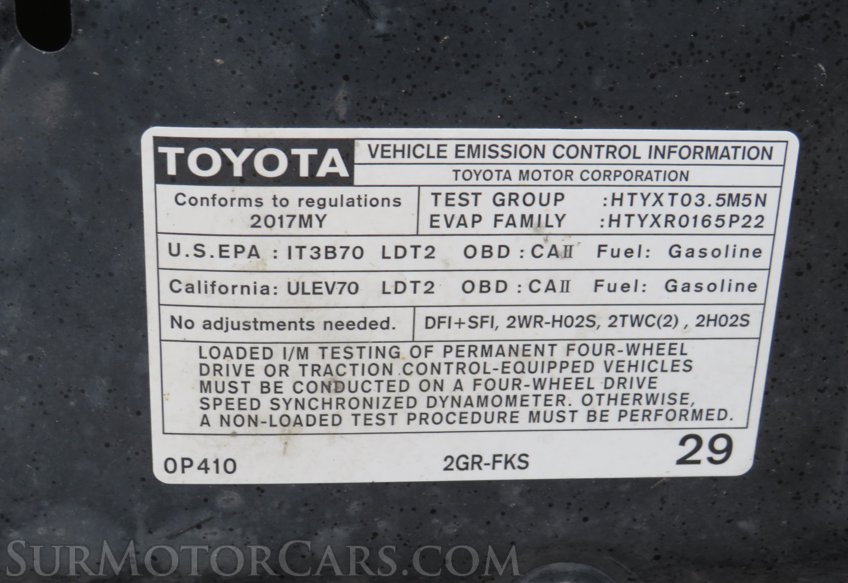 TOYOTA
VEHICLE EMISSION CONTROL INFORMATION
TOYOTA MOTOR CORPORATION
Conforms to regulations
2017MY
TEST GROUP :HTYXT03.5M5N
EVAP FAMILY :HTYXR0165P22
U.S.EPA : IT3B70 LDT2 OBD : CAⅡ Fuel: Gasoline
California: ULEV70 LDT2 OBD : CAⅡ Fuel: Gasoline
No adjustments needed.
DFI+SFI, 2WR-HO2S, 2TWC(2) , 2HO2S
LOADED I/M TESTING OF PERMANENT FOUR-WHEEL
DRIVE OR TRACTION CONTROL-EQUIPPED VEHICLES
MUST BE CONDUCTED ON A FOUR-WHEEL DRIVE
SPEED SYNCHRONIZED DYNAMOMETER. OTHERWISE,
A NON-LOADED TEST PROCEDURE MUST BE PERFORMED.
0P410 2GR-FKS 29
SurMotorCars.com